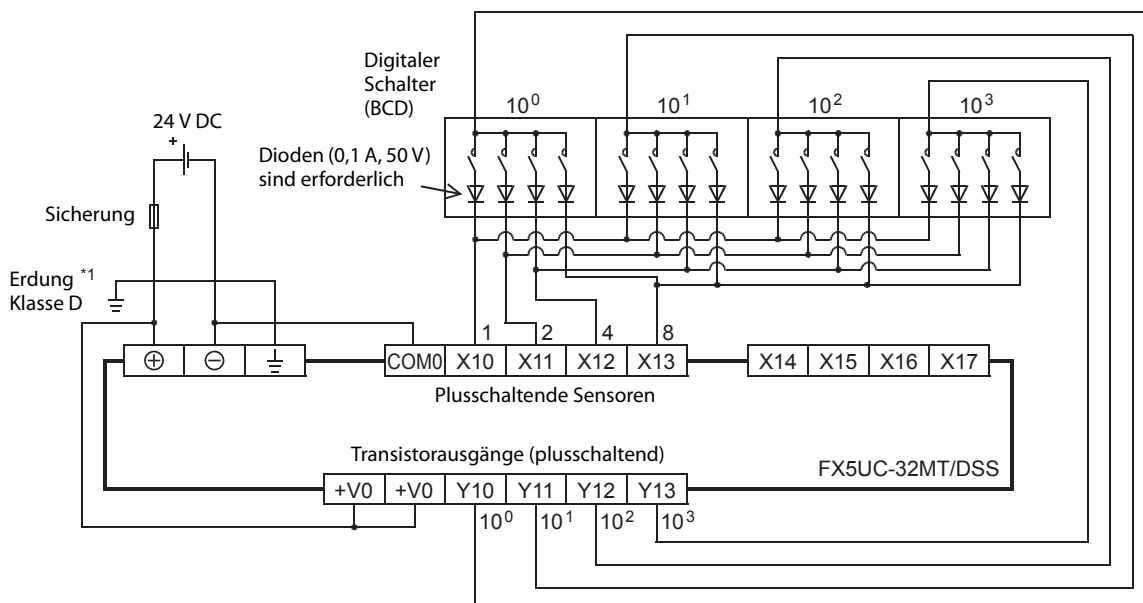 Digitaler
Schalter
(BCD)
10⁰ 10¹ 10² 10³
24 V DC
+
Dioden (0,1 A, 50 V)
sind erforderlich
Sicherung
Erdung *1
Klasse D
1 2 4 8
COM0 X10 X11 X12 X13 X14 X15 X16 X17
Plusschaltende Sensoren
Transistorausgänge (plusschaltend)
FX5UC-32MT/DSS
+V0 +V0 Y10 Y11 Y12 Y13
10⁰ 10¹ 10² 10³